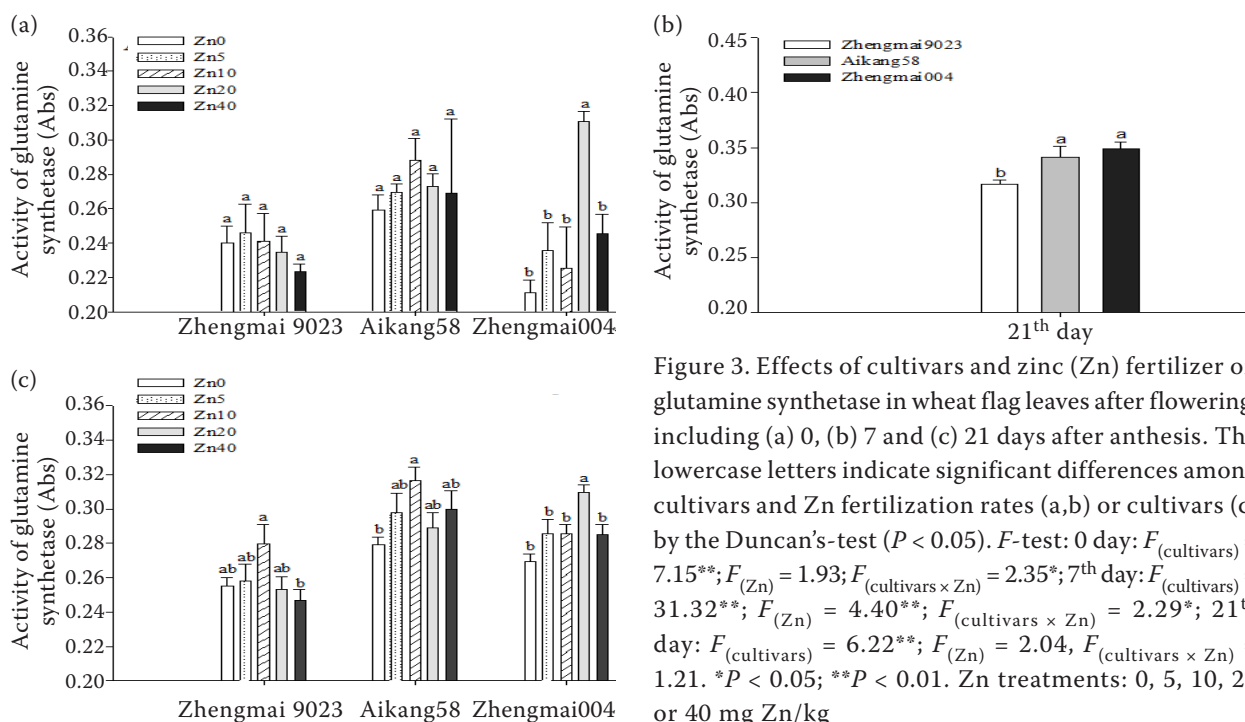 (a)
0.36
0.34
0.32
0.30
0.28
0.26
0.24
0.22
0.20
Activity of glutamine
synthetase (Abs)
Zn0
Zn5
Zn10
Zn20
Zn40
a a a a a
a a a a a
b b b a b
Zhengmai 9023 Aikang58 Zhengmai004
(b)
0.45
0.40
0.35
0.30
0.25
0.20
Activity of glutamine
synthetase (Abs)
Zhengmai9023
Aikang58
Zhengmai004
b a a
21th day
(c)
0.36
0.34
0.32
0.30
0.28
0.26
0.24
0.22
0.20
Activity of glutamine
synthetase (Abs)
Zn0
Zn5
Zn10
Zn20
Zn40
ab ab a ab b
b ab a ab ab
b b b a b
Zhengmai 9023 Aikang58 Zhengmai004
Figure 3. Effects of cultivars and zinc (Zn) fertilizer o
glutamine synthetase in wheat flag leaves after flowering
including (a) 0, (b) 7 and (c) 21 days after anthesis. Th
lowercase letters indicate significant differences amon
cultivars and Zn fertilization rates (a,b) or cultivars (c
by the Duncan's-test (P < 0.05). F-test: 0 day: F(cultivars)
7.15**; F(Zn) = 1.93; F(cultivars × Zn) = 2.35*; 7th day: F(cultivars)
31.32**; F(Zn) = 4.40**; F(cultivars × Zn) = 2.29*; 21t
day: F(cultivars) = 6.22**; F(Zn) = 2.04, F(cultivars × Zn)
1.21. *P < 0.05; **P < 0.01. Zn treatments: 0, 5, 10, 2
or 40 mg Zn/kg